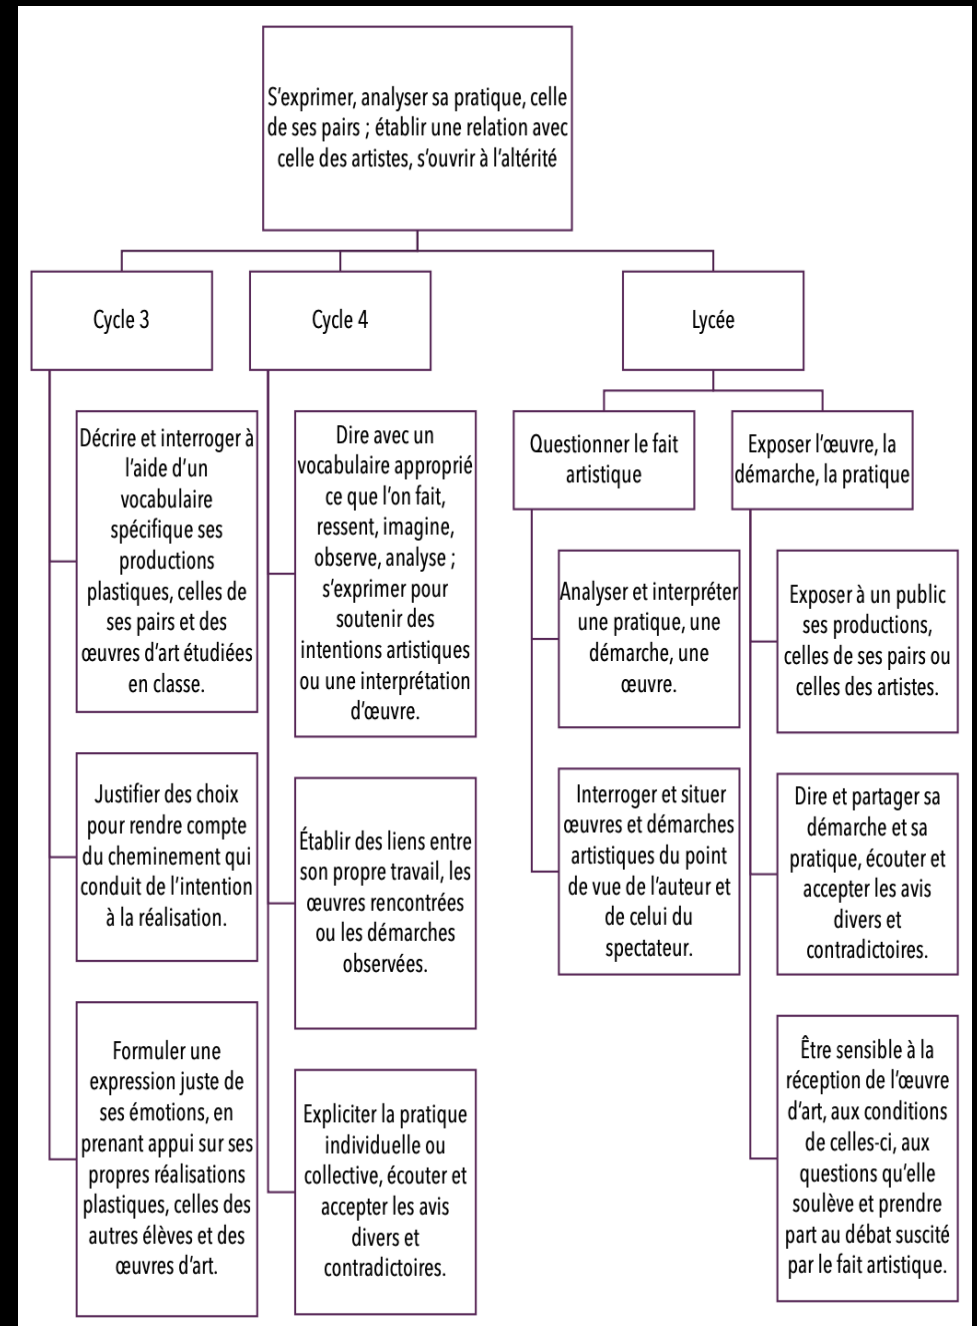 S'exprimer, analyser sa pratique, celle
de ses pairs ; établir une relation avec
celle des artistes, s'ouvrir à l'altérité
Cycle 3
Décrire et interroger à
l'aide d'un
vocabulaire
spécifique ses
productions
plastiques, celles de
ses pairs et des
œuvres d'art étudiées
en classe.
Justifier des choix
pour rendre compte
du cheminement qui
conduit de l'intention
à la réalisation.
Formuler une
expression juste de
ses émotions, en
prenant appui sur ses
propres réalisations
plastiques, celles des
autres élèves et des
œuvres d'art.
Cycle 4
Dire avec un
vocabulaire approprié
ce que l'on fait,
ressent, imagine,
observe, analyse ;
s'exprimer pour
soutenir des
intentions artistiques
ou une interprétation
d'œuvre.
Établir des liens entre
son propre travail, les
œuvres rencontrées
ou les démarches
observées.
Expliciter la pratique
individuelle ou
collective, écouter et
accepter les avis
divers et
contradictoires.
Lycée
Questionner le fait
artistique
Analyser et interpréter
une pratique, une
démarche, une
œuvre.
Interroger et situer
œuvres et démarches
artistiques du point
de vue de l'auteur et
de celui du
spectateur.
Exposer l'œuvre, la
démarche, la pratique
Exposer à un public
ses productions,
celles de ses pairs ou
celles des artistes.
Dire et partager sa
démarche et sa
pratique, écouter et
accepter les avis
divers et
contradictoires.
Être sensible à la
réception de l'œuvre
d'art, aux conditions
de celles-ci, aux
questions qu'elle
soulève et prendre
part au débat suscité
par le fait artistique.